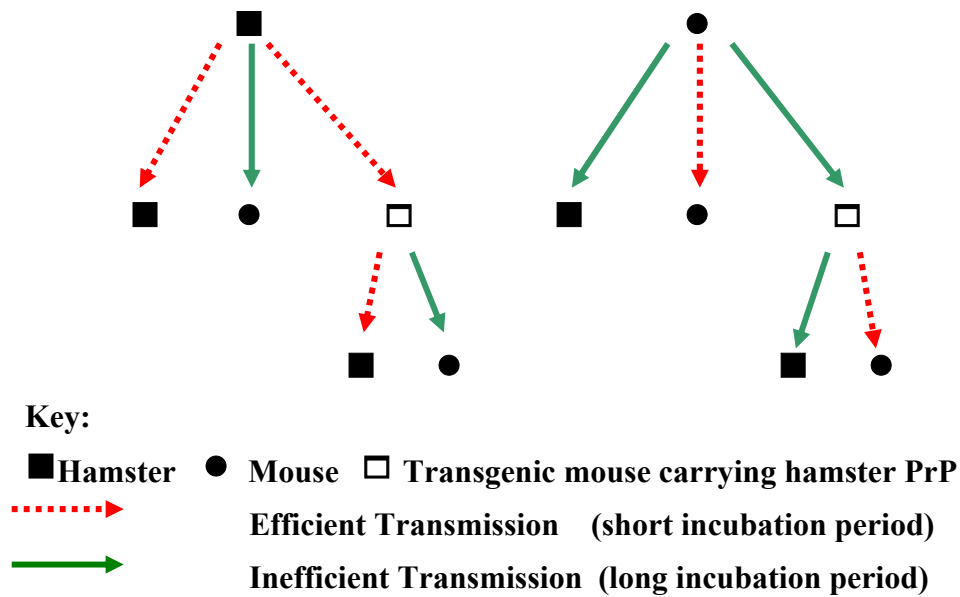 Key:
Hamster Mouse Transgenic mouse carrying hamster PrP
Efficient Transmission (short incubation period)
Inefficient Transmission (long incubation period)